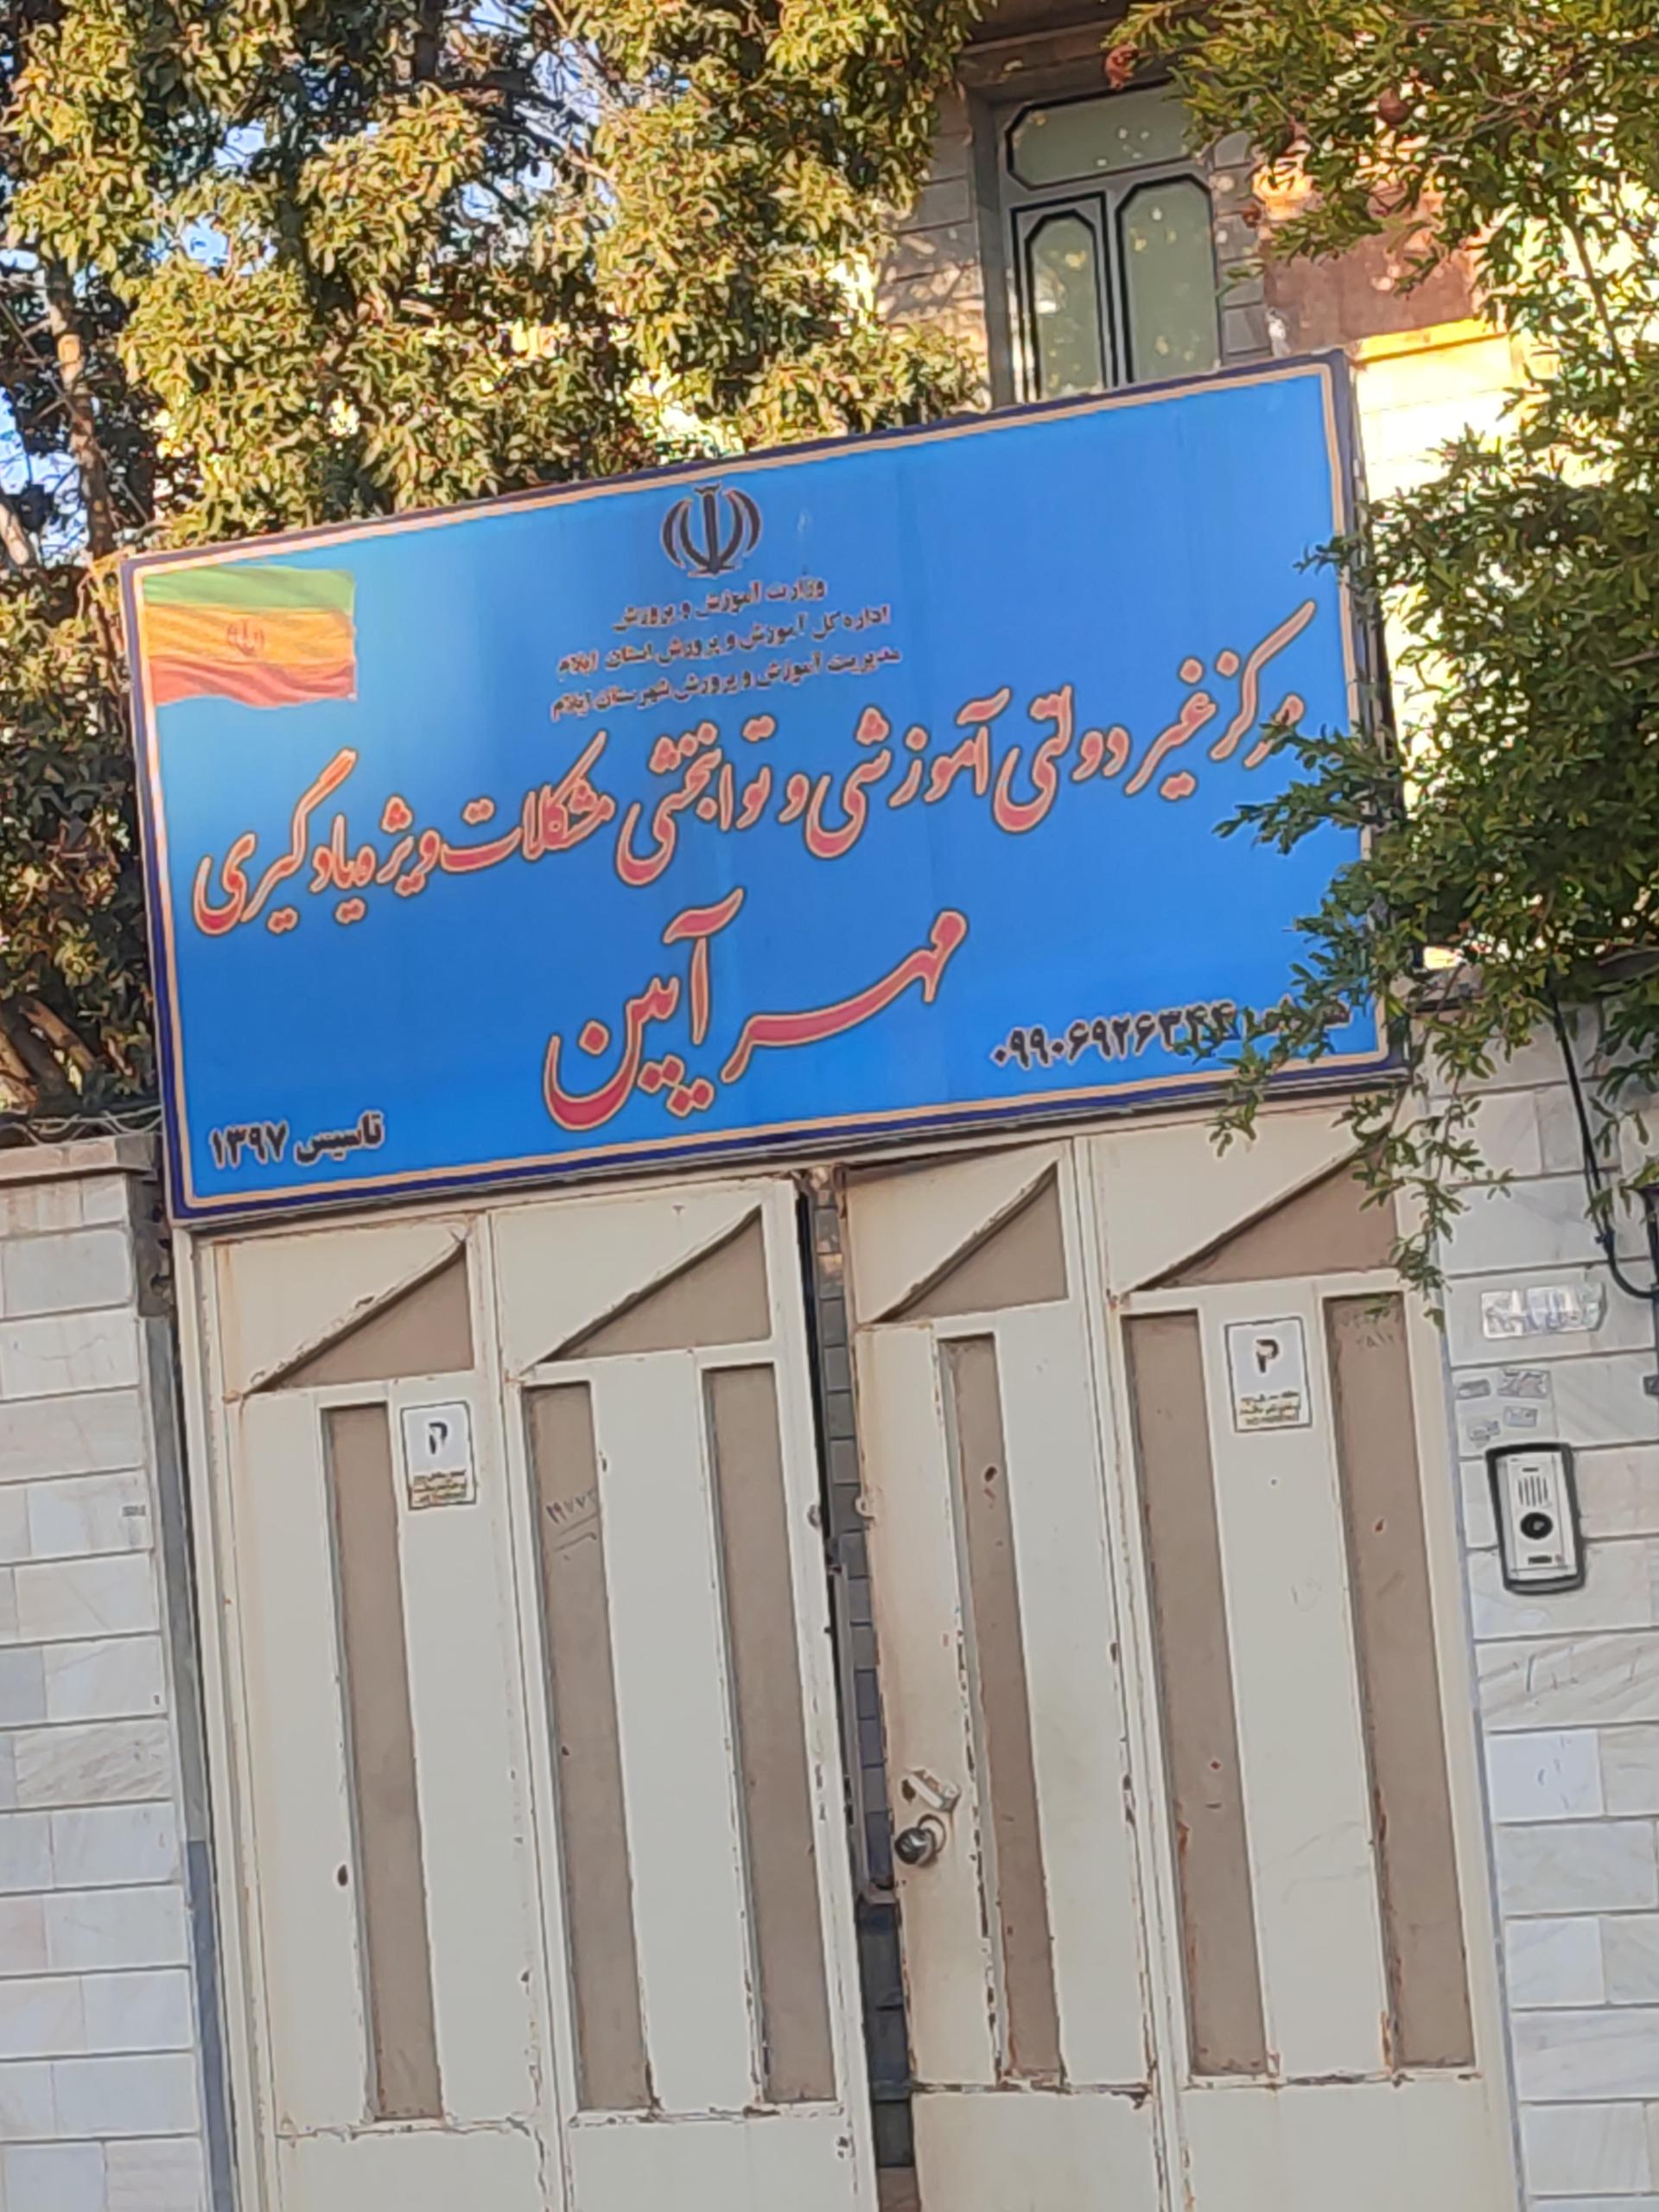 وزارت آموزش و پرورش
اداره کل آموزش و پرورش استان ایلام
مدیریت آموزش و پرورش شهرستان ایلام
مرکز غیر دولتی آموزشی و توانبخشی مشکلات ویژه یادگیری
مهر آیین
۰۹۹۰۶۹۲۶۳۴۴
تاسیس ۱۳۹۷